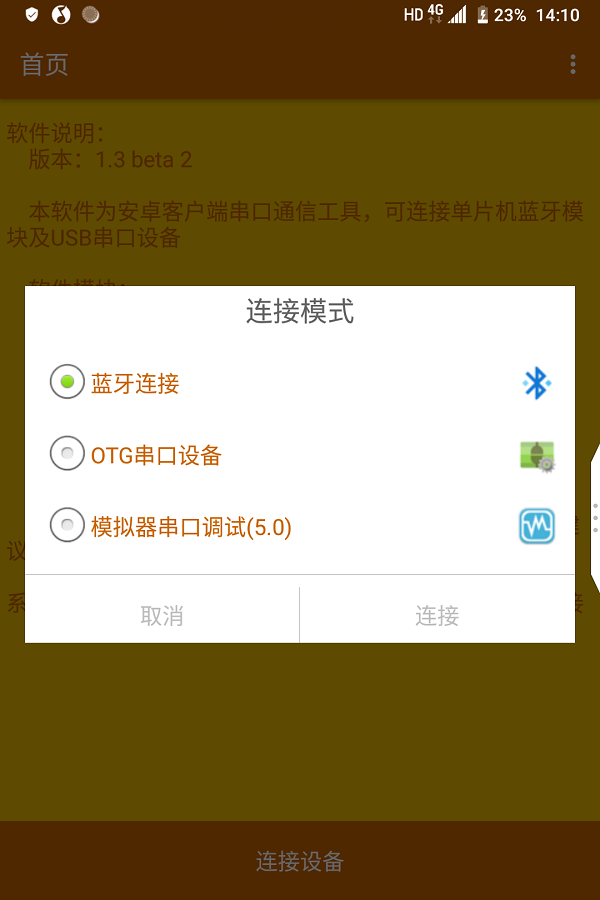 HD 4G 23% 14:10
首页
软件说明：
版本：1.3 beta 2
本软件为安卓客户端串口通信工具，可连接单片机蓝牙模
块及USB串口设备
连接模式
蓝牙连接
OTG串口设备
模拟器串口调试(5.0)
议
系
取消
连接
连接设备